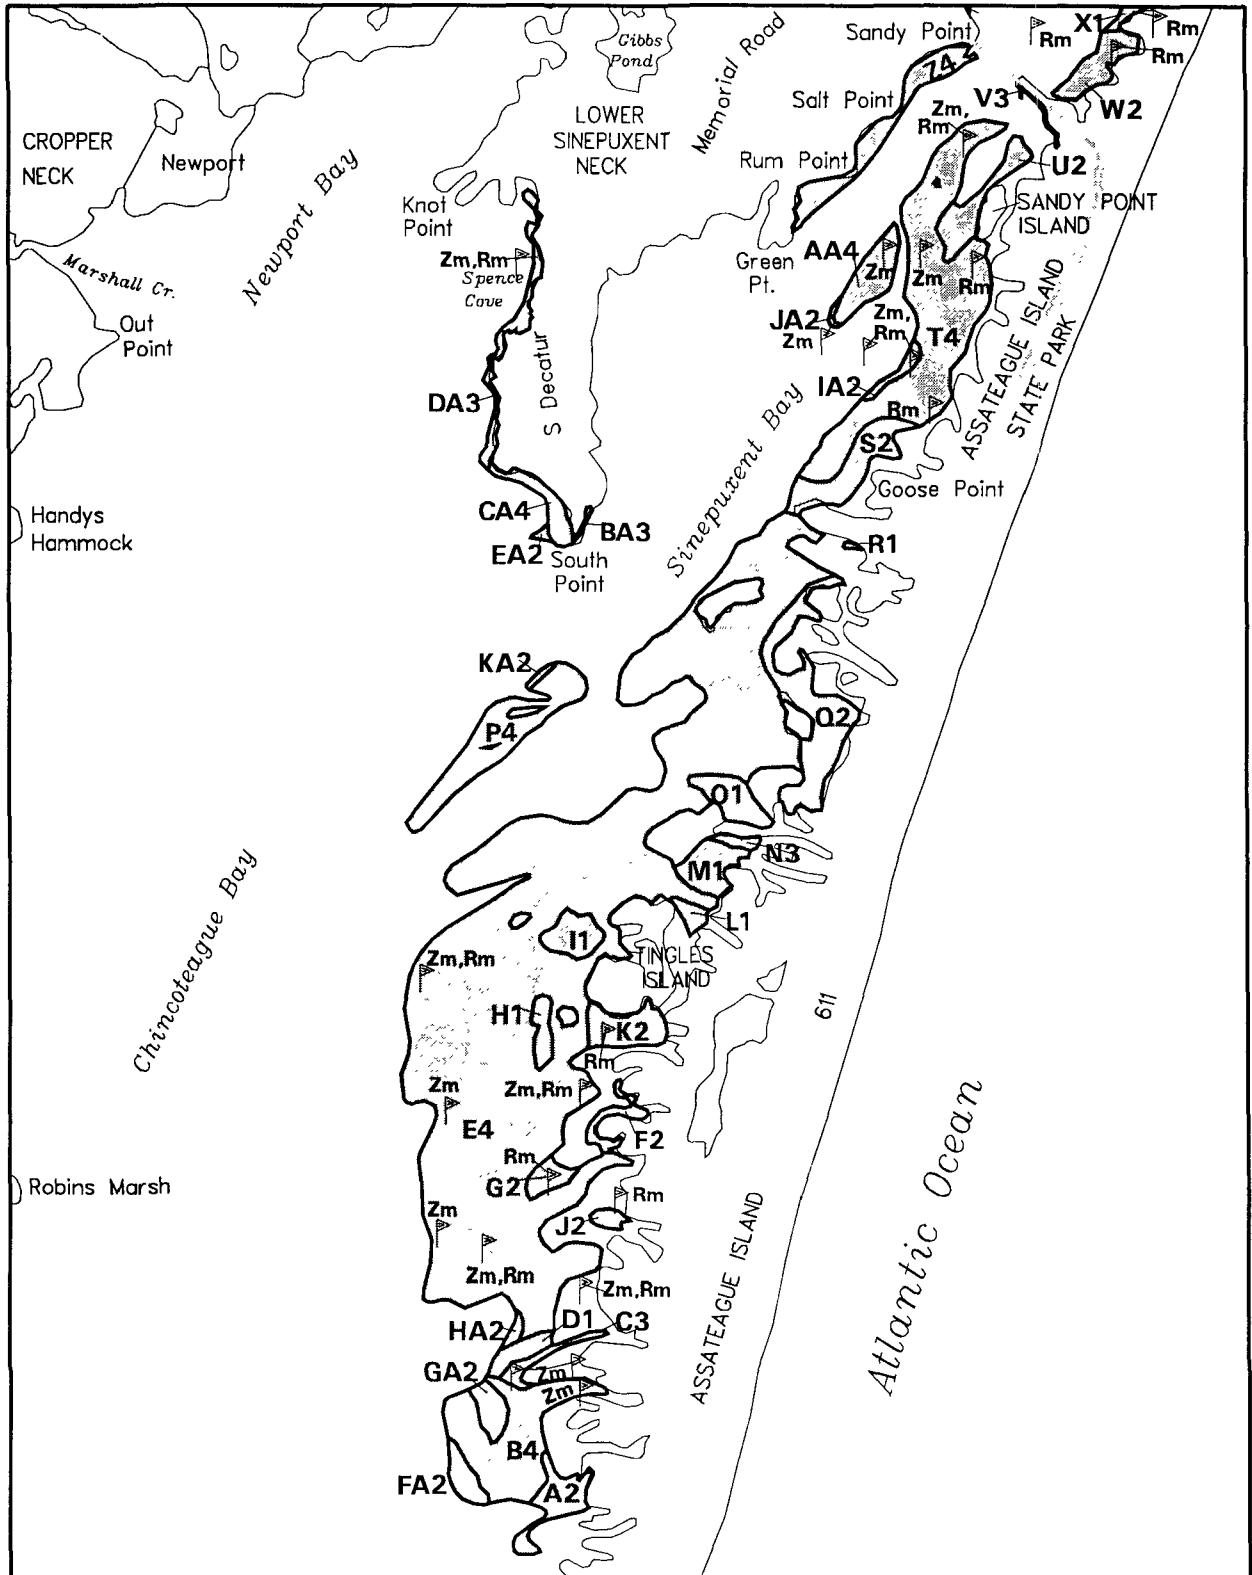 Sandy Point
X1
Rm
Rm
Rm
Gibbs
Pond
Memorial Road
Z4
Salt Point
V3
W2
LOWER
SINEPUXENT
NECK
CROPPER
NECK
Newport
Zm,
Rm
Rum Point
U2
Newport Bay
Knot
Point
SANDY POINT
ISLAND
Zm,Rm
Spence
Cove
Green
Pt.
AA4
Zm
Zm
Rm
Marshall Cr.
Out
Point
JA2
Zm
Zm,
Rm
T4
ASSATEAGUE ISLAND
STATE PARK
S Decatur
DA3
IA2
Rm
S2
Sinepuxent Bay
Goose Point
Handys
Hammock
CA4
BA3
EA2
South
Point
R1
KA2
P4
Q2
O1
N3
M1
L1
Chincoteague Bay
I1
TINGLES
ISLAND
Zm,Rm
H1
K2
611
Rm
Zm
Zm,Rm
E4
F2
Rm
G2
Robins Marsh
Rm
Zm
J2
Zm,Rm
Zm,Rm
ASSATEAGUE ISLAND
Atlantic Ocean
HA2
D1
C3
GA2
Zm
Zm
B4
FA2
A2